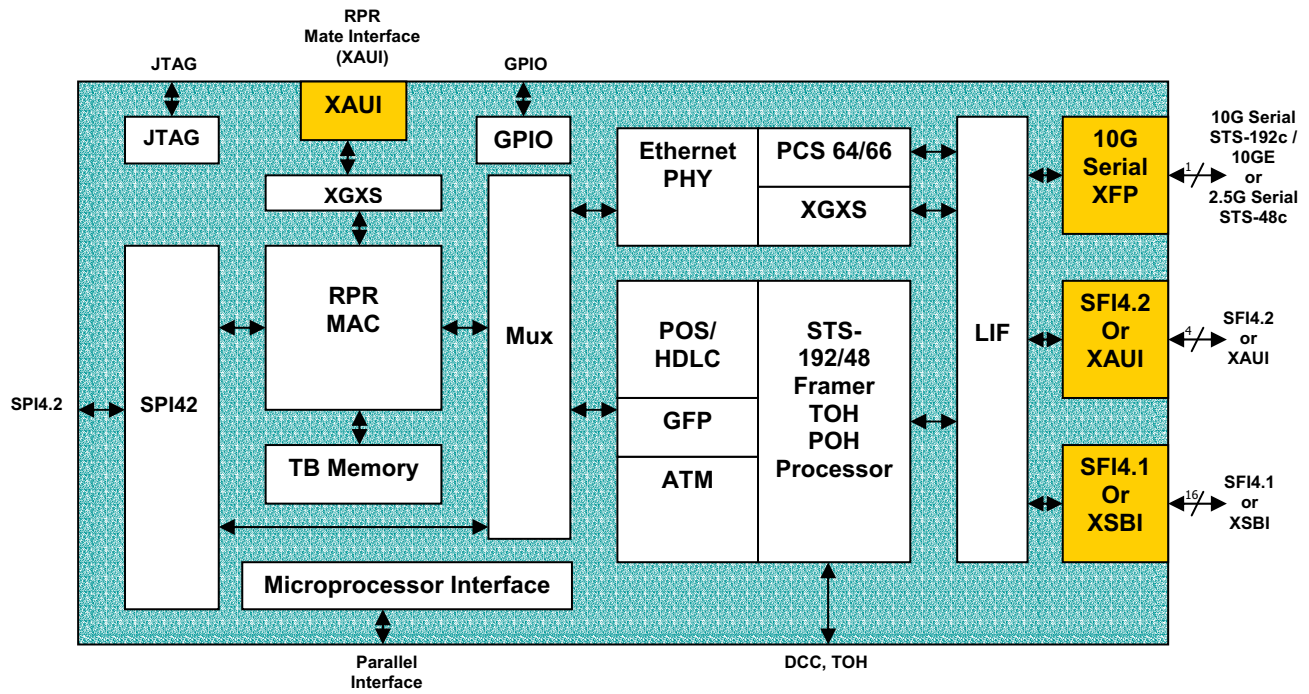 RPR
Mate Interface
(XAUI)
JTAG
GPIO
XAUI
JTAG
GPIO
XGXS
Ethernet
PHY
PCS 64/66
XGXS
10G
Serial
XFP
1
10G Serial
STS-192c /
10GE
or
2.5G Serial
STS-48c
SPI4.2
SPI42
RPR
MAC
TB Memory
Mux
POS/
HDLC
GFP
ATM
STS-
192/48
Framer
TOH
POH
Processor
LIF
SFI4.2
Or
XAUI
4
SFI4.2
or
XAUI
SFI4.1
Or
XSBI
16
SFI4.1
or
XSBI
Microprocessor Interface
Parallel
Interface
DCC, TOH